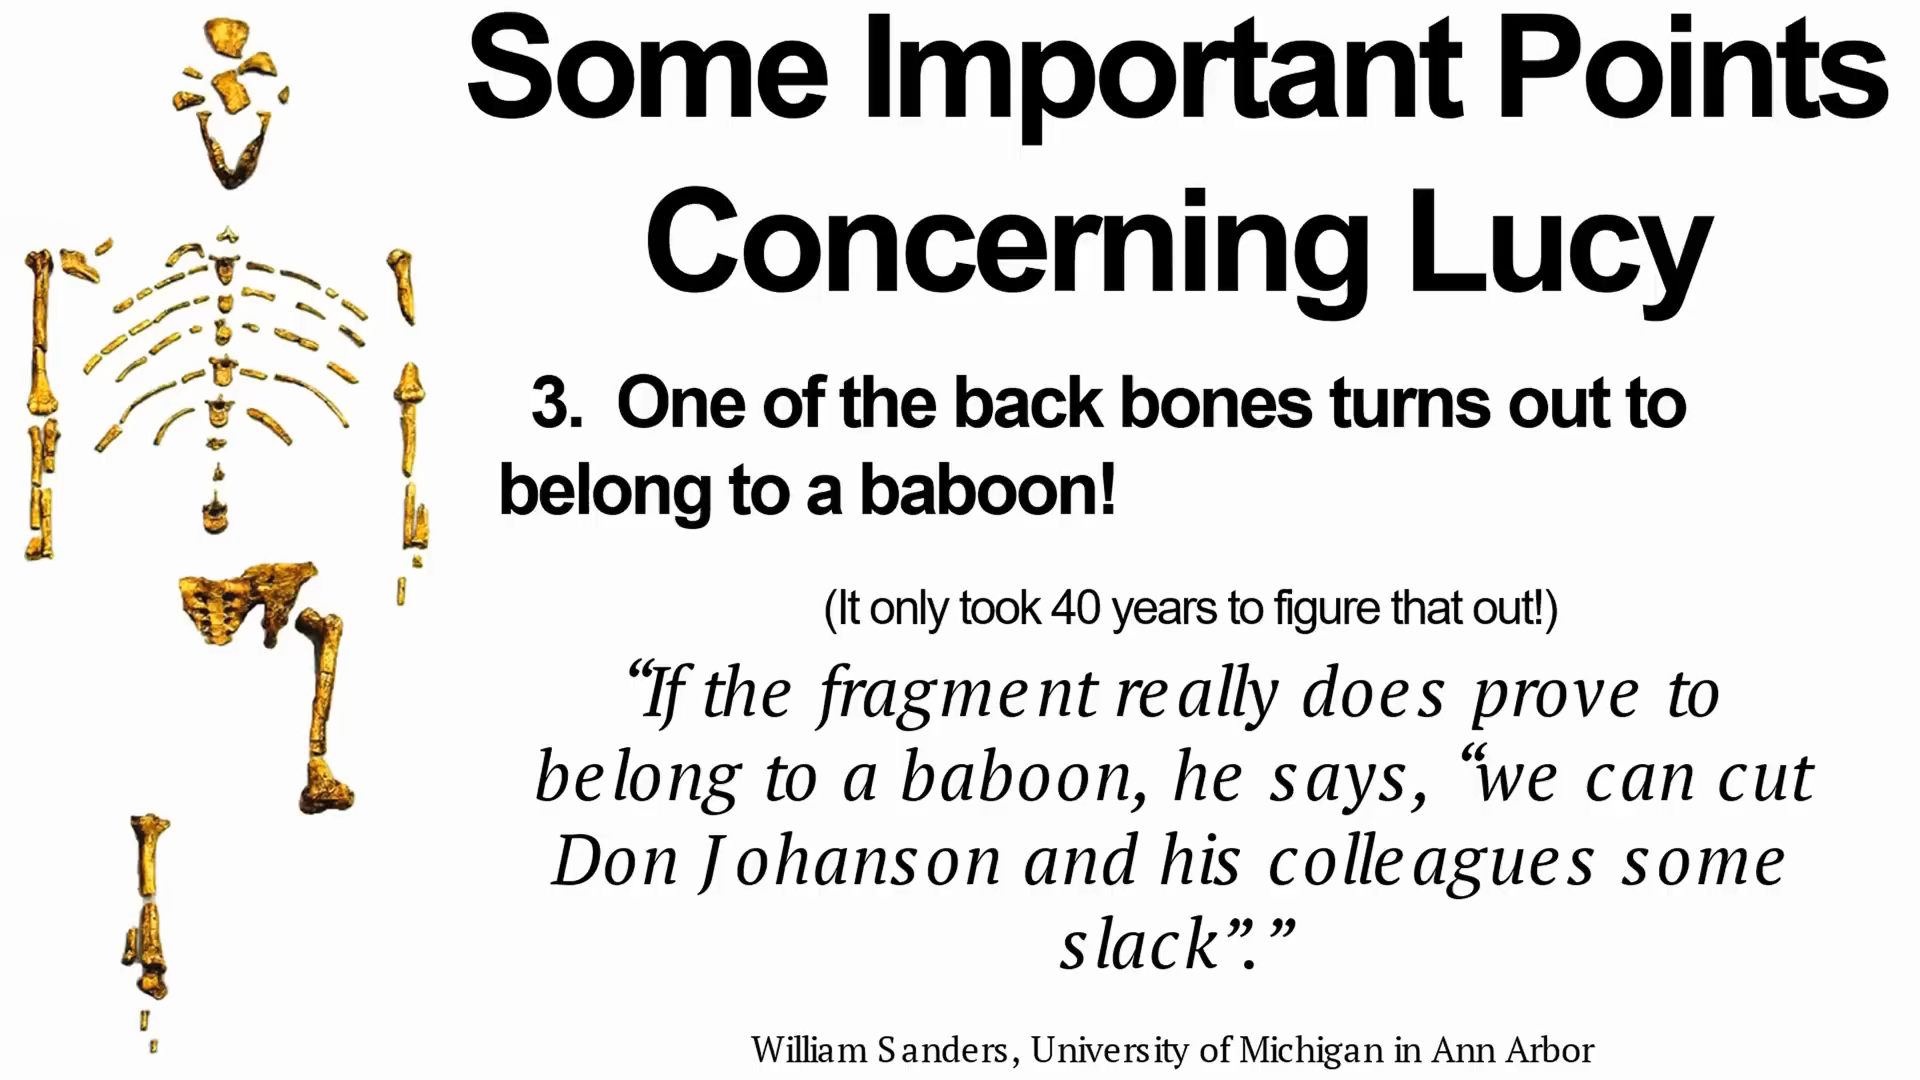 Some Important Points
Concerning Lucy
3. One of the back bones turns out to
belong to a baboon!
(It only took 40 years to figure that out!)
“If the fragment really does prove to
belong to a baboon, he says, “we can cut
Don Johanson and his colleagues some
slack”.”
William Sanders, University of Michigan in Ann Arbor